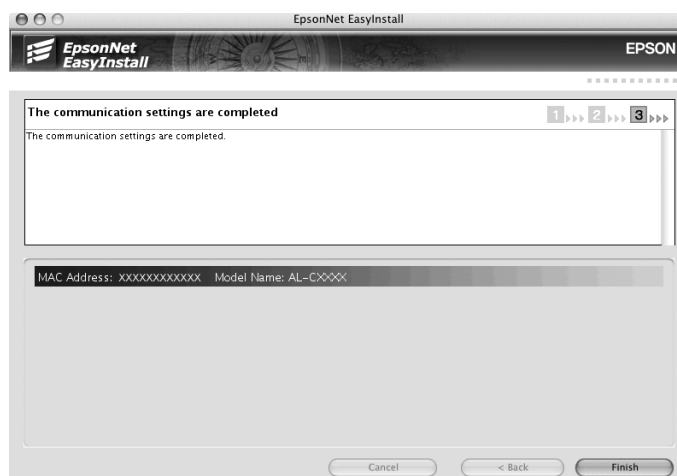 EpsonNet EasyInstall
EpsonNet
EasyInstall
EPSON
The communication settings are completed
1 2 3
The communication settings are completed.
MAC Address: XXXXXXXXXXXX Model Name: AL-CXXXX
Cancel < Back Finish